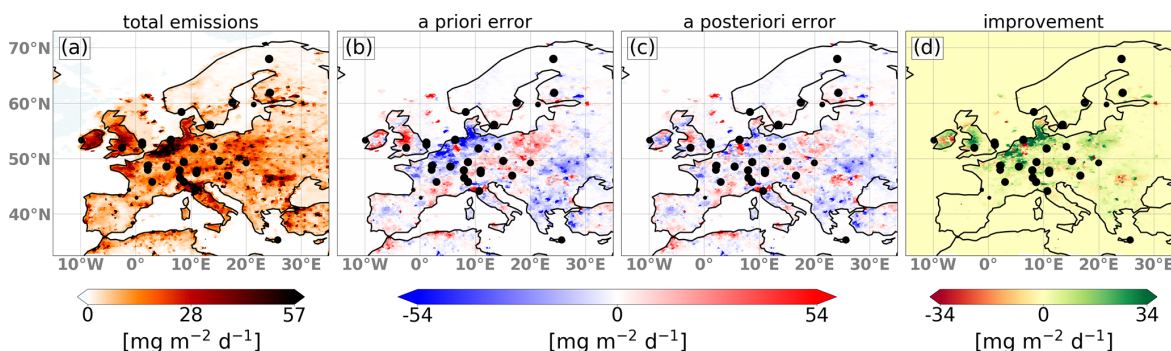 total emissions a priori error a posteriori error improvement
(a) (b) (c) (d)
70°N
60°N
50°N
40°N
10°W 0° 10°E 20°E 30°E 10°W 0° 10°E 20°E 30°E 10°W 0° 10°E 20°E 30°E 10°W 0° 10°E 20°E 30°E
0 28 57 -54 0 54 -34 0 34
[mg m⁻² d⁻¹] [mg m⁻² d⁻¹] [mg m⁻² d⁻¹]